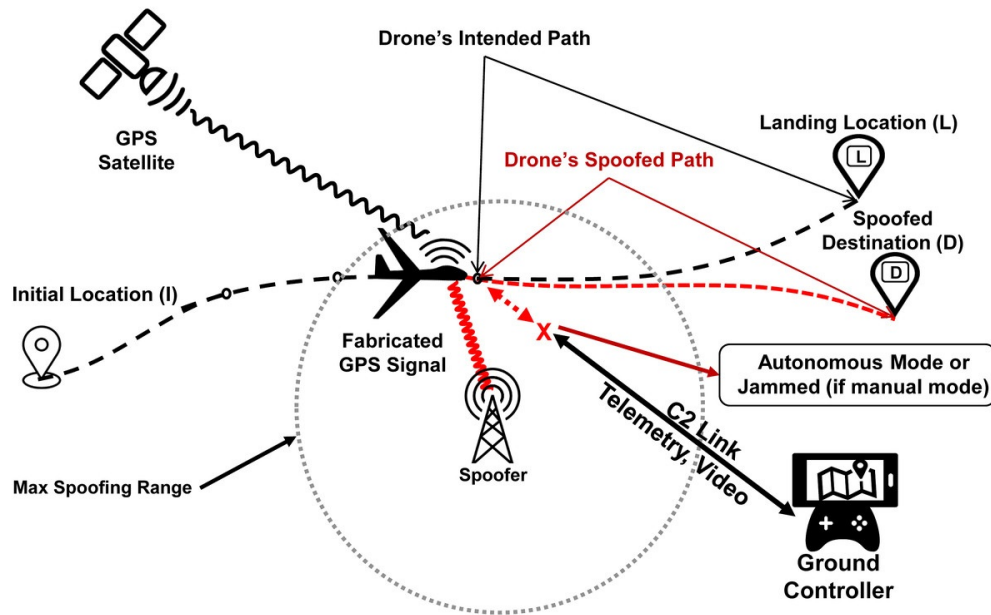 Drone's Intended Path
GPS
Satellite
Landing Location (L)
L
Drone's Spoofed Path
Spoofed
Destination (D)
D
Initial Location (I)
Fabricated
GPS Signal
X
Autonomous Mode or
Jammed (if manual mode)
C2 Link
Telemetry, Video
Spoofer
Max Spoofing Range
Ground
Controller